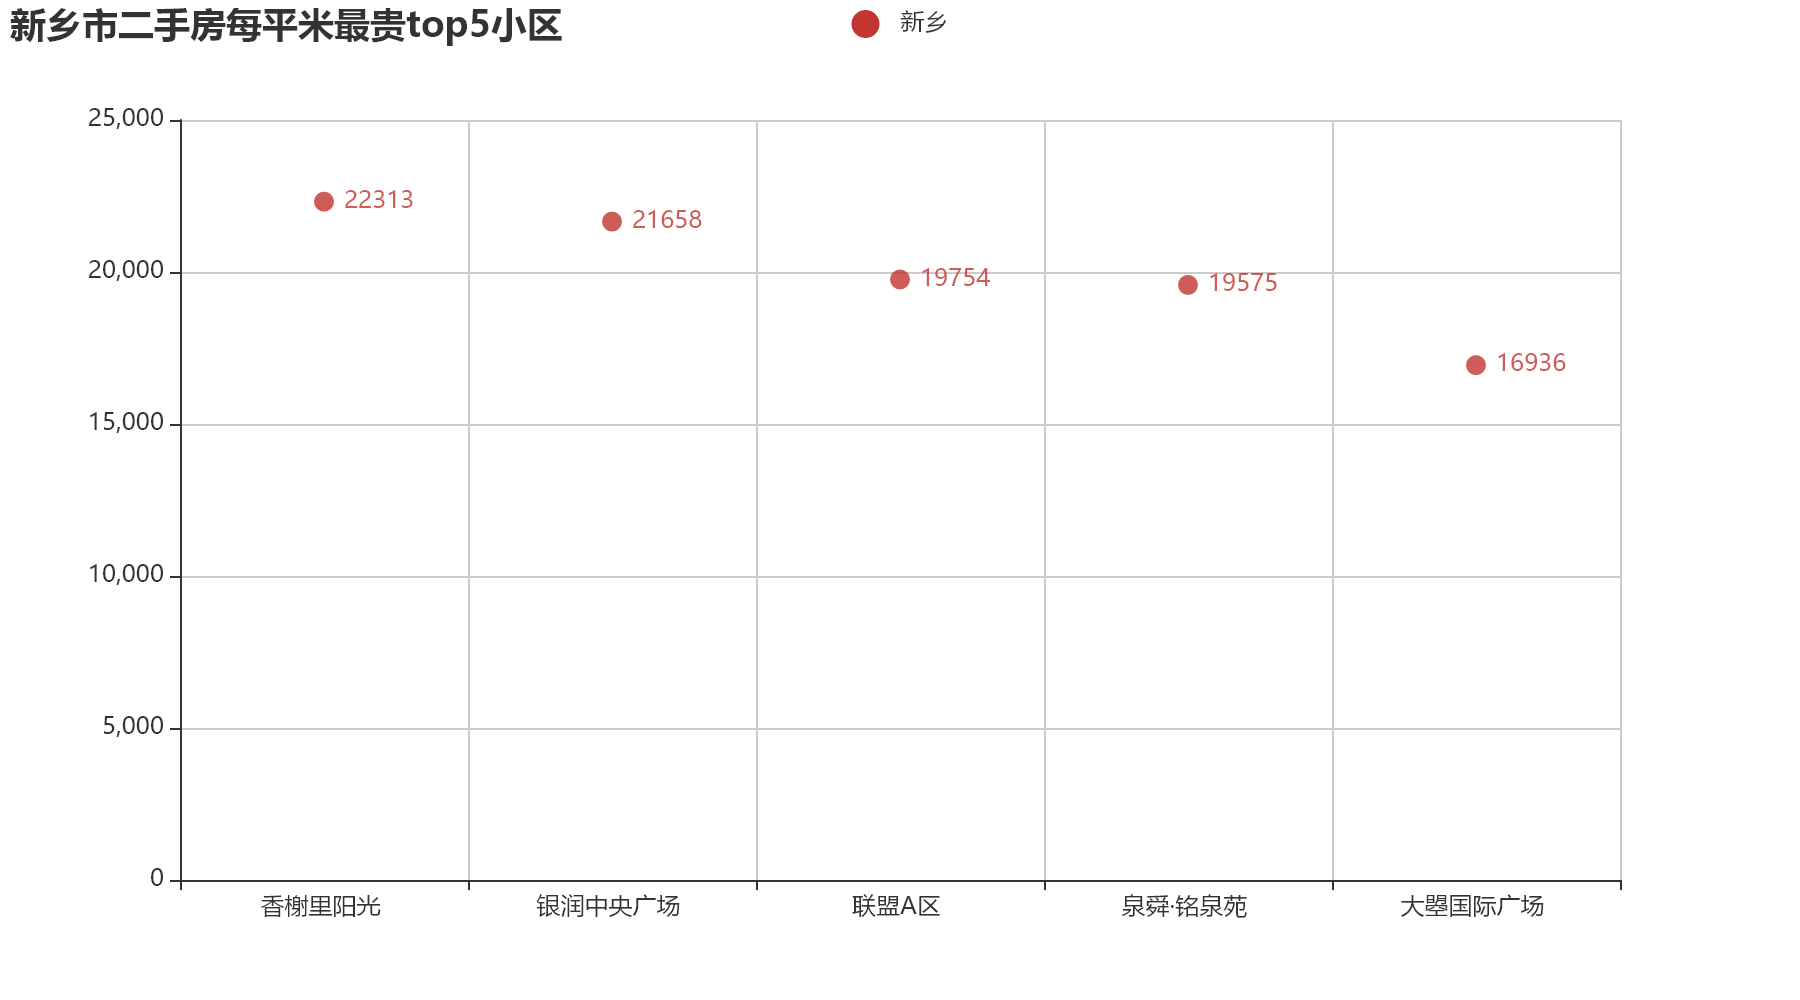 新乡市二手房每平米最贵top5小区
新乡
25,000
20,000
15,000
10,000
5,000
0
22313
21658
19754
19575
16936
香榭里阳光
银润中央广场
联盟A区
泉舜·铭泉苑
大曌国际广场